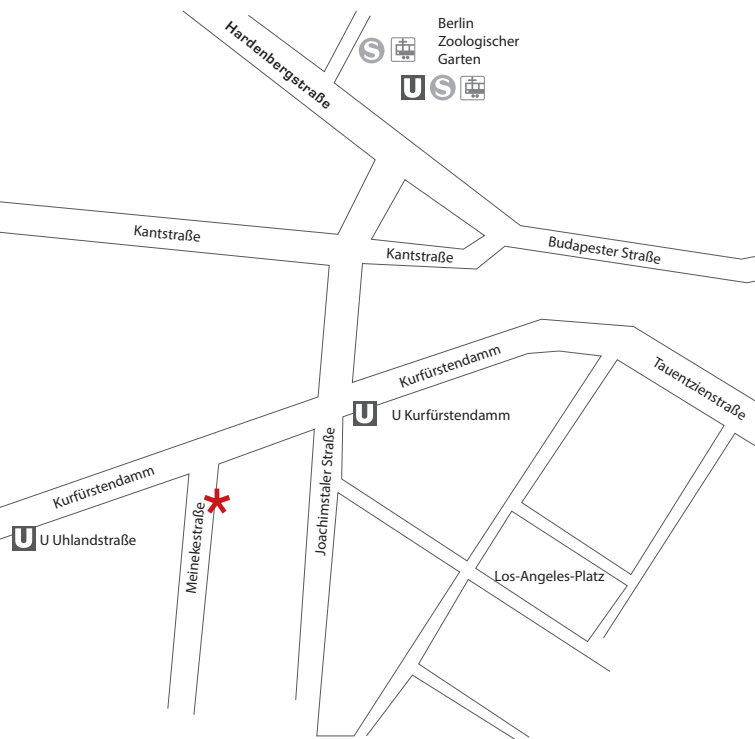 Berlin
Zoologischer
Garten
S
U S
Hardenbergstraße
Kantstraße
Kantstraße
Budapester Straße
Kurfürstendamm
Tauentzienstraße
U
U Kurfürstendamm
Kurfürstendamm
Joachimstaler Straße
Meinekestraße
U
U Uhlandstraße
Los-Angeles-Platz